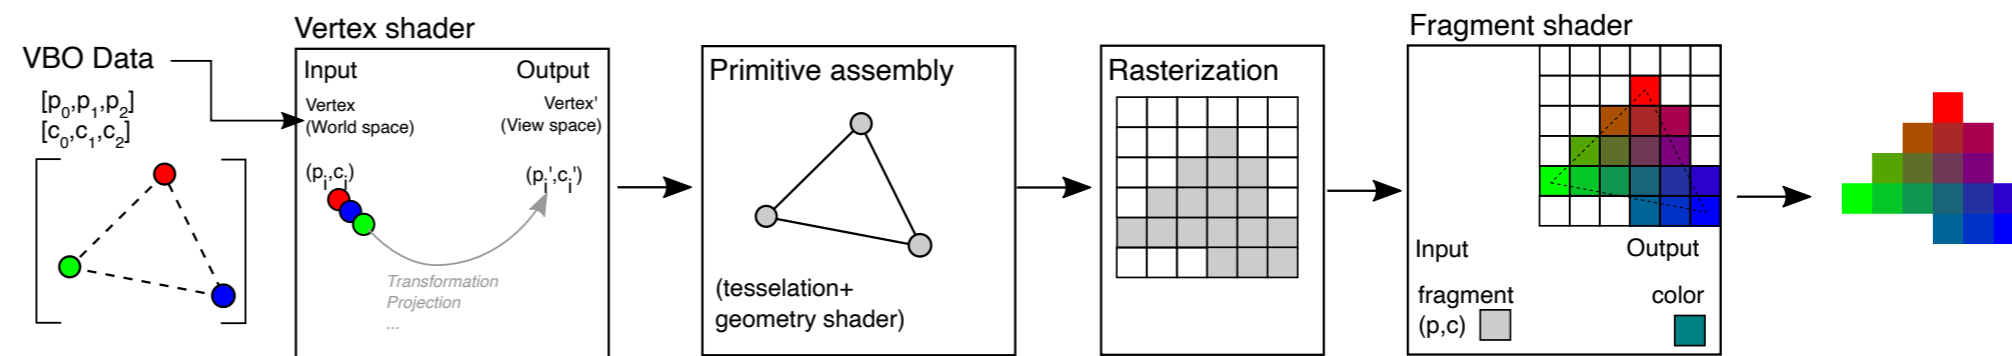 VBO Data
[p0,p1,p2]
[c0,c1,c2]
Vertex shader
Input
Output
Vertex
(World space)
Vertex'
(View space)
(pi,ci)
(pi',ci')
Transformation
Projection
...
Primitive assembly
(tesselation+
geometry shader)
Rasterization
Fragment shader
Input
Output
fragment
(p,c)
color